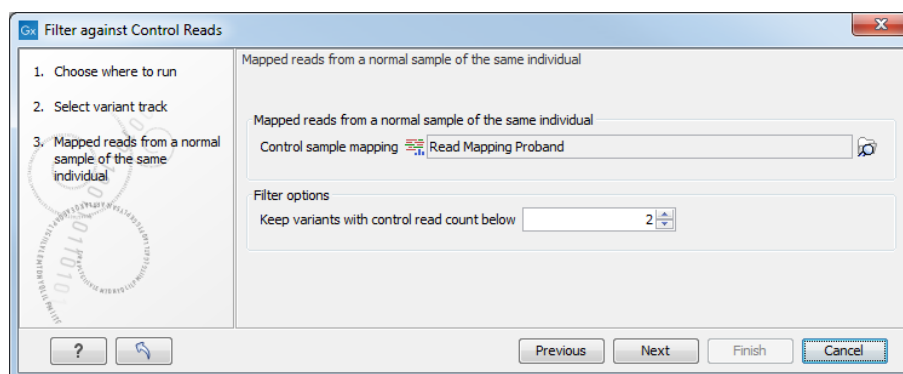 Gx Filter against Control Reads
1. Choose where to run
2. Select variant track
3. Mapped reads from a normal
sample of the same
individual
Mapped reads from a normal sample of the same individual
Mapped reads from a normal sample of the same individual
Control sample mapping Read Mapping Proband
Filter options
Keep variants with control read count below 2
? Previous Next Finish Cancel